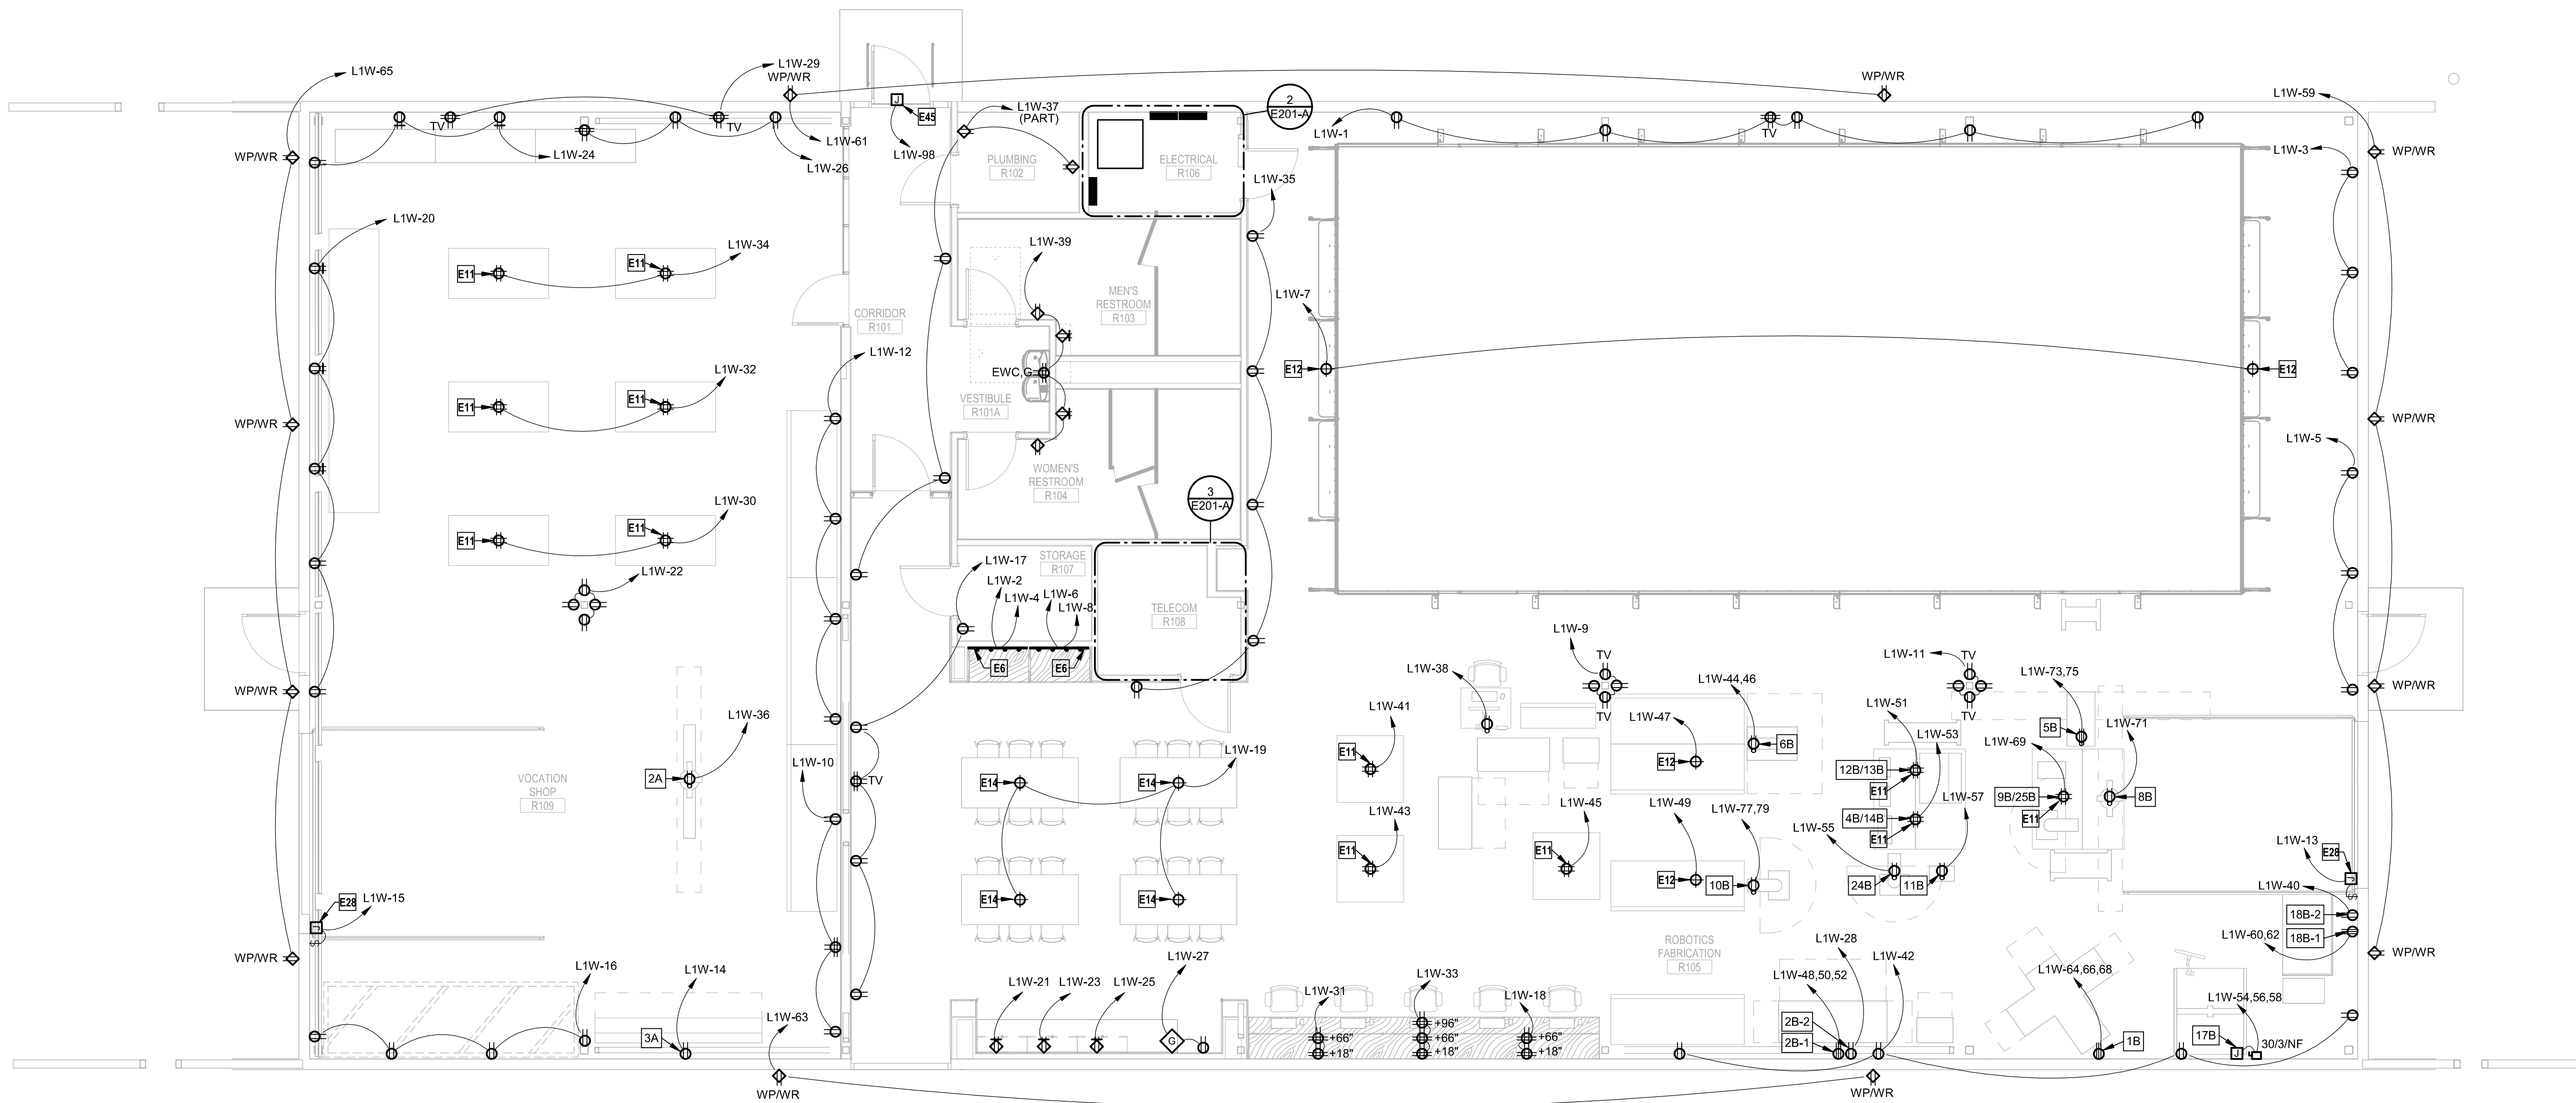 L1W-65
L1W-29
WP/WR
WP/WR
2
E201-A
L1W-59
TV
TV
L1W-24
L1W-26
L1W-61
J
E45
L1W-98
L1W-37
(PART)
L1W-1
TV
L1W-3
WP/WR
WP/WR
PLUMBING
R102
ELECTRICAL
R106
L1W-35
L1W-20
L1W-34
E11
E11
L1W-39
MEN'S
RESTROOM
R103
L1W-7
CORRIDOR
R101
L1W-12
EWC,G
E12
E12
L1W-32
E11
E11
VESTIBULE
R101A
WP/WR
WP/WR
L1W-5
WOMEN'S
RESTROOM
R104
3
E201-A
L1W-30
E11
E11
STORAGE
R107
L1W-17
L1W-2
L1W-4
L1W-6
L1W-8
L1W-22
TELECOM
R108
E6
E6
L1W-9
TV
TV
L1W-11
TV
TV
L1W-38
L1W-44,46
L1W-73,75
WP/WR
WP/WR
L1W-36
L1W-41
L1W-47
L1W-51
5B
L1W-71
L1W-53
L1W-69
6B
2A
VOCATION
SHOP
R109
L1W-10
TV
L1W-19
E14
E14
E11
E12
12B/13B
E11
9B/25B
E11
8B
L1W-43
L1W-45
L1W-49
L1W-77,79
L1W-57
4B/14B
E11
L1W-55
L1W-13
E28
J
S
E11
E11
E12
10B
24B
11B
L1W-40
E14
E14
E28
L1W-15
J
S
18B-2
18B-1
L1W-60,62
WP/WR
WP/WR
ROBOTICS
FABRICATION
R105
L1W-16
L1W-14
L1W-27
L1W-21
L1W-23
L1W-25
L1W-33
L1W-31
L1W-18
L1W-28
L1W-48,50,52
L1W-42
L1W-64,66,68
L1W-54,56,58
L1W-63
3A
G
+96"
+66"
+66"
+66"
+18"
+18"
+18"
2B-2
2B-1
1B
17B
J
30/3/NF
WP/WR
WP/WR